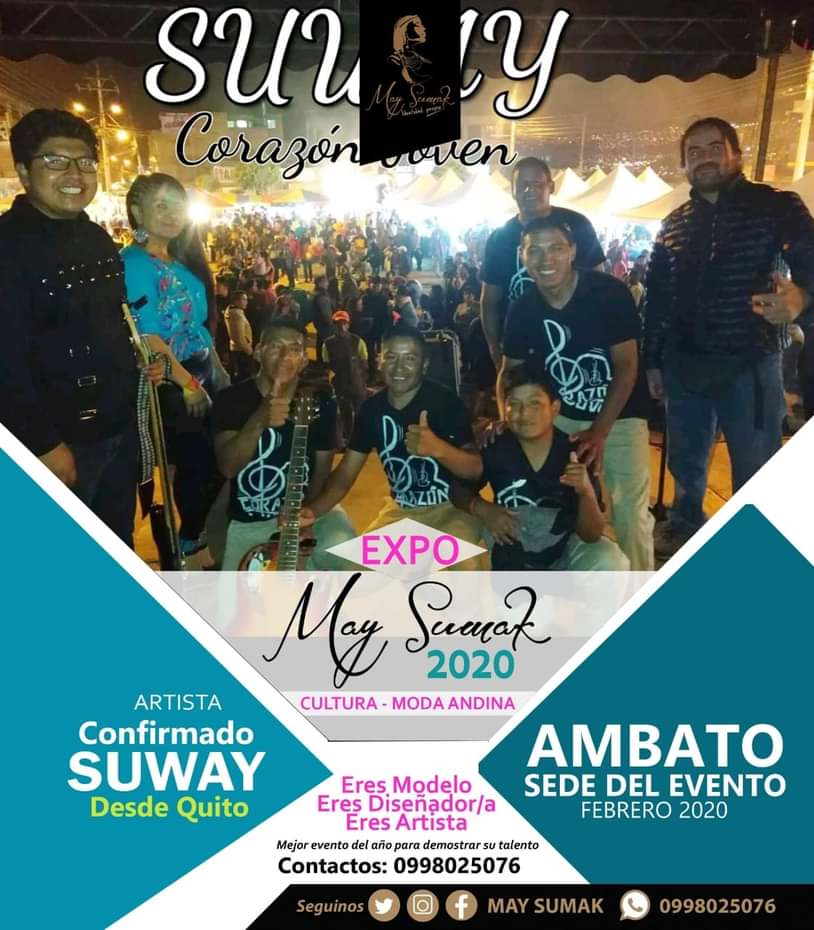 SUWAY
Corazón Joven
May Sumak
CORAZÓN
CORAZÓN
EXPO
May Sumak
2020
CULTURA - MODA ANDINA
ARTISTA
Confirmado
SUWAY
Desde Quito
AMBATO
SEDE DEL EVENTO
FEBRERO 2020
Eres Modelo
Eres Diseñador/a
Eres Artista
Mejor evento del año para demostrar su talento
Contactos: 0998025076
Seguinos MAY SUMAK 0998025076